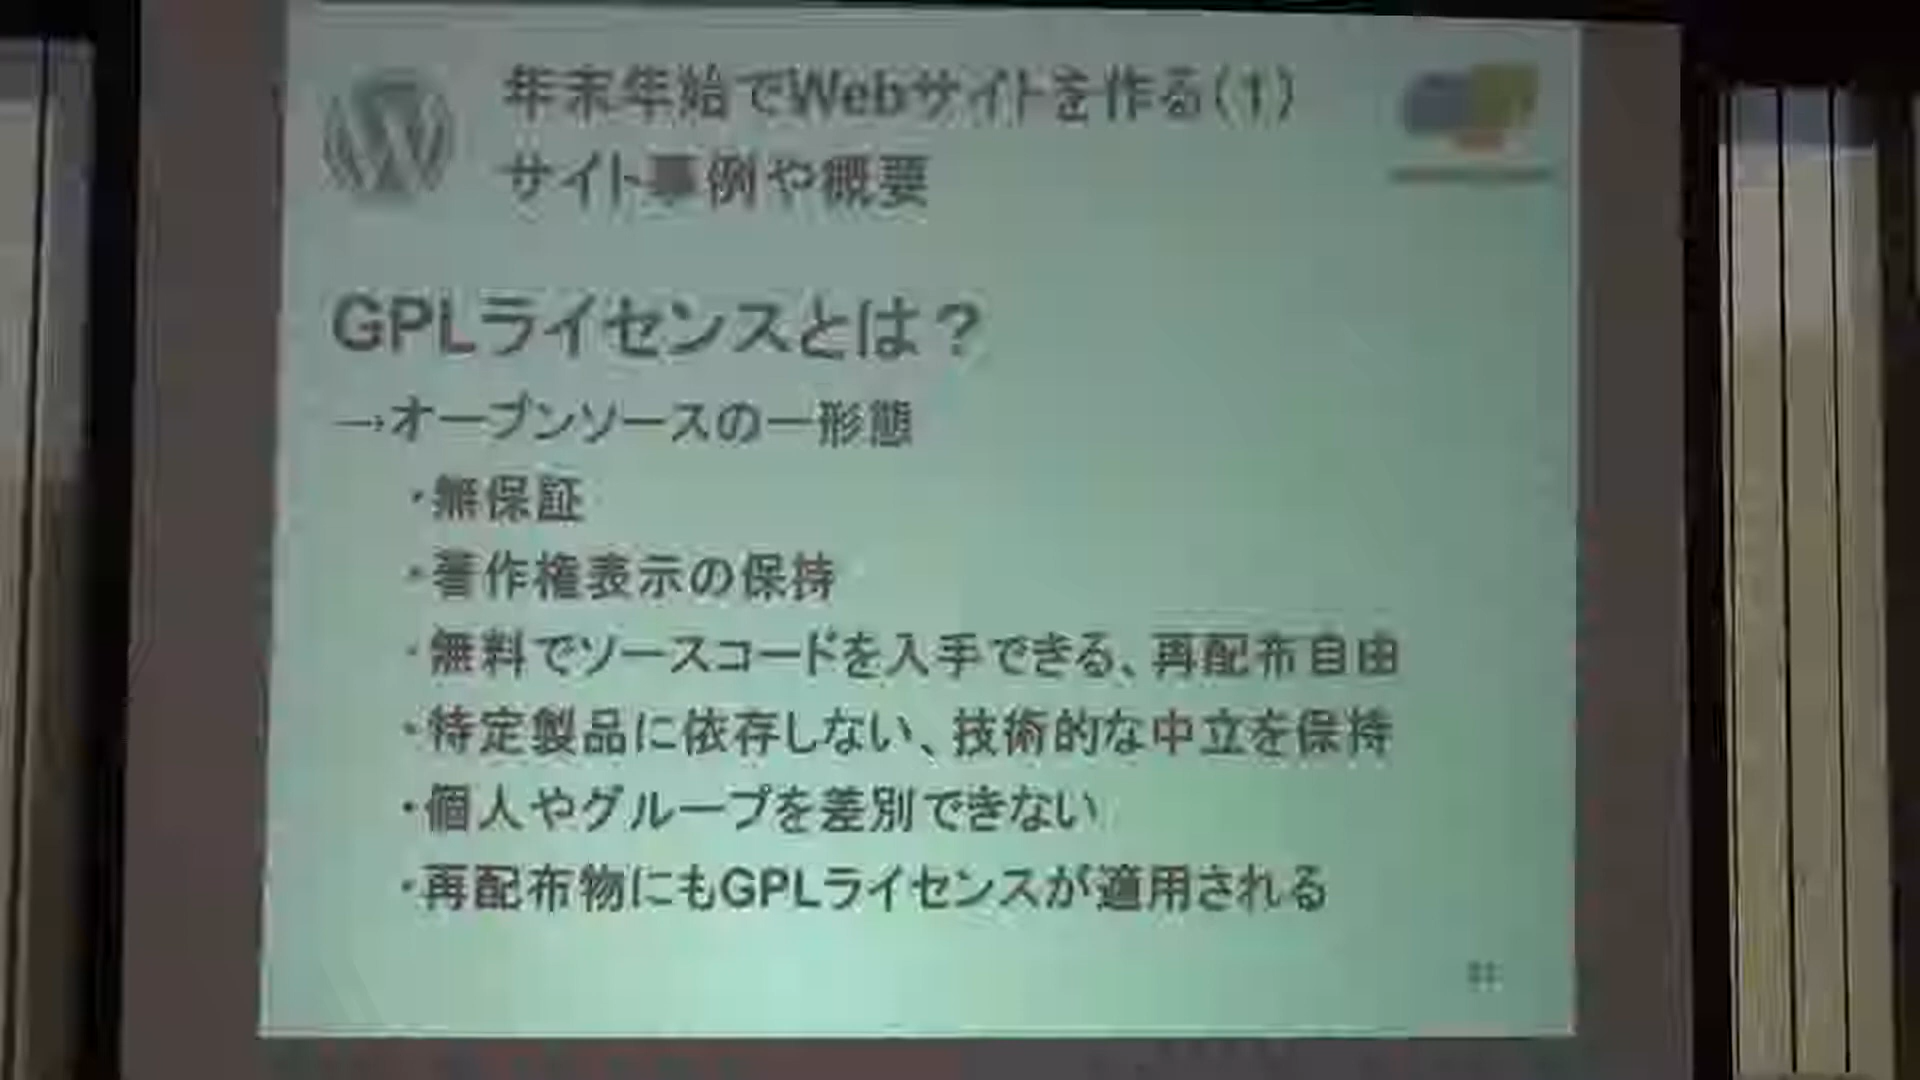 年末年始でWebサイトを作る(1)
サイト事例や概要
GPLライセンスとは?
→オープンソースの一形態
・無保証
・著作権表示の保持
・無料でソースコードを入手できる、再配布自由
・特定製品に依存しない、技術的な中立を保持
・個人やグループを差別できない
・再配布物にもGPLライセンスが適用される